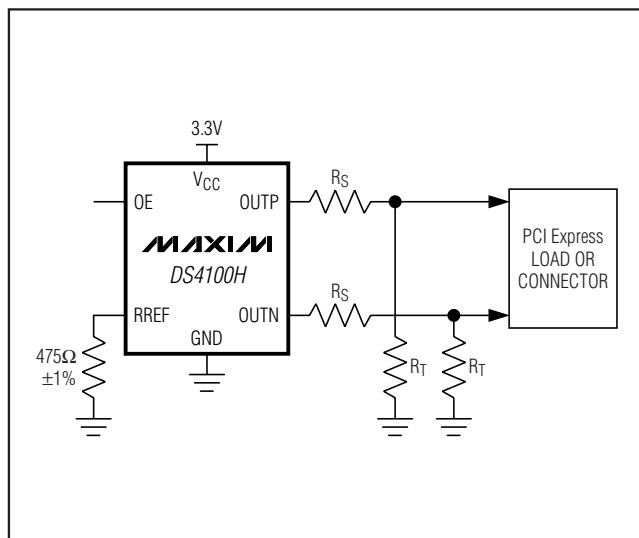 3.3V
VCC
OE
OUTP
RS
MAXIM
DS4100H
PCI Express
LOAD OR
CONNECTOR
RREF
OUTN
RS
GND
475Ω
±1%
RT
RT